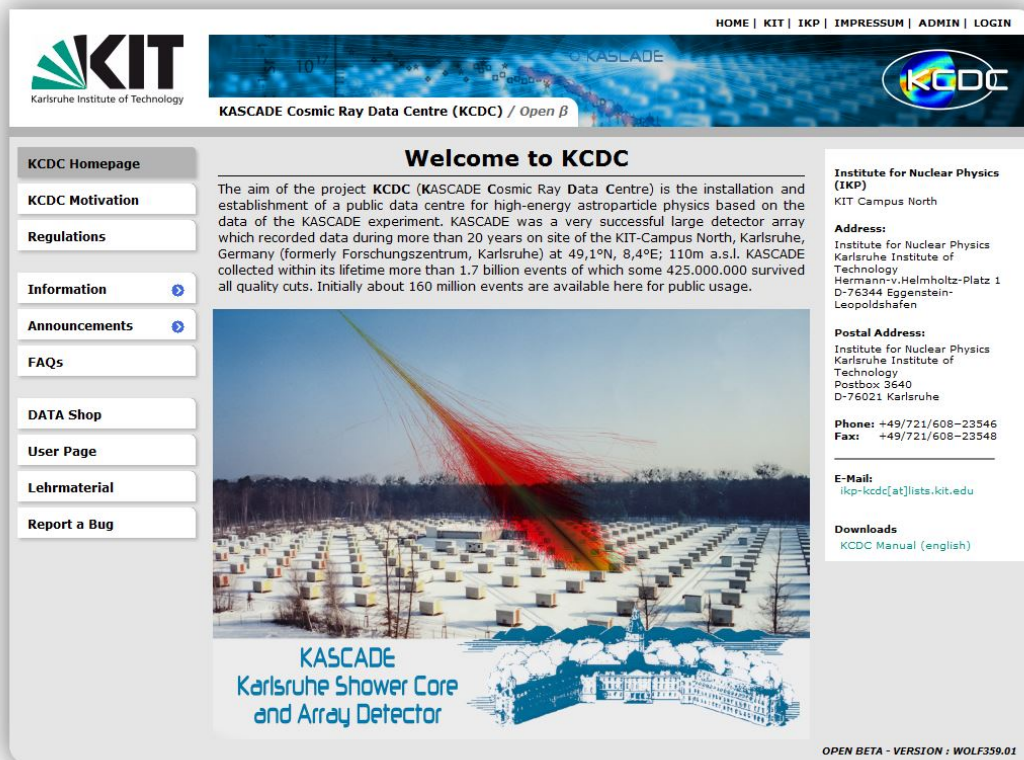 HOME | KIT | IKP | IMPRESSUM | ADMIN | LOGIN
KIT
Karlsruhe Institute of Technology
KASCADE
KCDC
KASCADE Cosmic Ray Data Centre (KCDC) / Open β
KCDC Homepage
KCDC Motivation
Regulations
Information
Announcements
FAQs
DATA Shop
User Page
Lehrmaterial
Report a Bug
Welcome to KCDC
The aim of the project KCDC (KASCADE Cosmic Ray Data Centre) is the installation and
establishment of a public data centre for high-energy astroparticle physics based on the
data of the KASCADE experiment. KASCADE was a very successful large detector array
which recorded data during more than 20 years on site of the KIT-Campus North, Karlsruhe,
Germany (formerly Forschungszentrum, Karlsruhe) at 49,1°N, 8,4°E; 110m a.s.l. KASCADE
collected within its lifetime more than 1.7 billion events of which some 425.000.000 survived
all quality cuts. Initially about 160 million events are available here for public usage.
KASCADE
Karlsruhe Shower Core
and Array Detector
Institute for Nuclear Physics
(IKP)
KIT Campus North
Address:
Institute for Nuclear Physics
Karlsruhe Institute of
Technology
Hermann-v.Helmholtz-Platz 1
D-76344 Eggenstein-
Leopoldshafen
Postal Address:
Institute for Nuclear Physics
Karlsruhe Institute of
Technology
Postbox 3640
D-76021 Karlsruhe
Phone: +49/721/608–23546
Fax: +49/721/608–23548
E-Mail:
ikp-kcdc[at]lists.kit.edu
Downloads
KCDC Manual (english)
OPEN BETA - VERSION : WOLF359.01